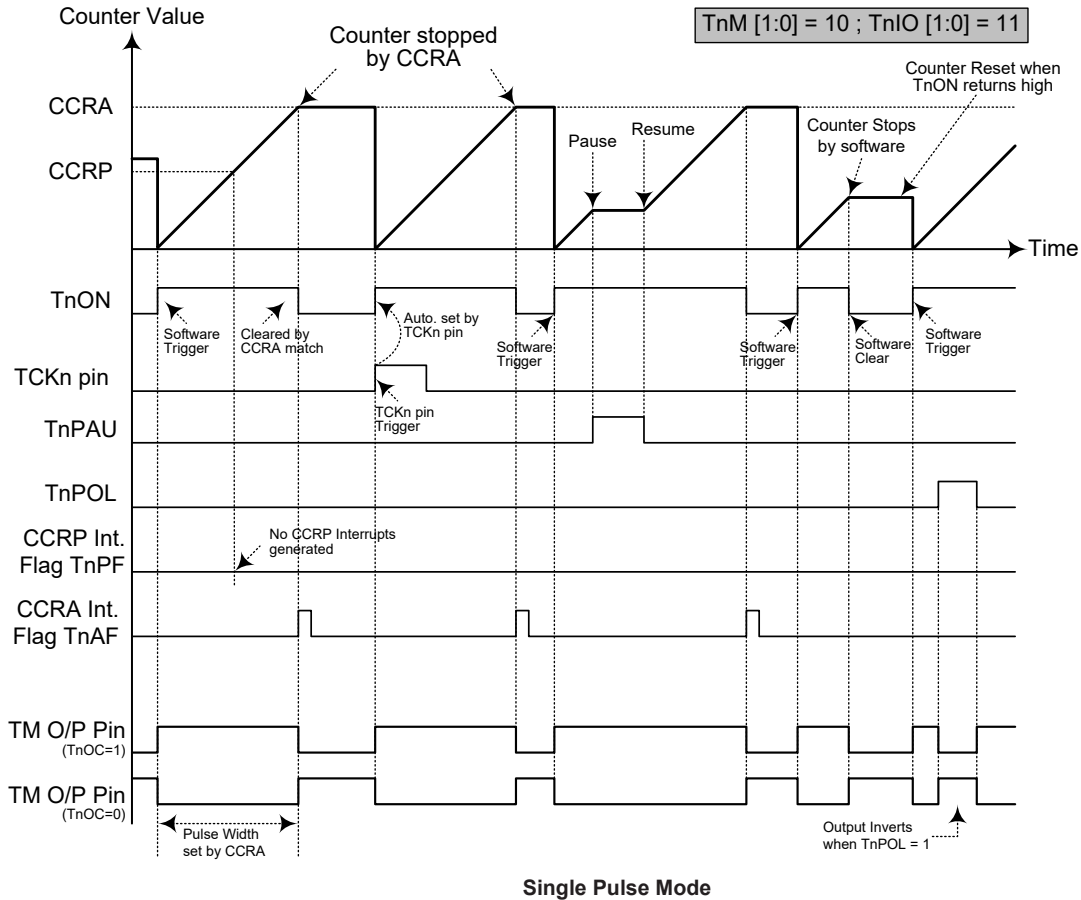 Counter Value
TnM [1:0] = 10 ; TnIO [1:0] = 11
Counter stopped
by CCRA
Counter Reset when
TnON returns high
CCRA
Pause
Resume
Counter Stops
by software
CCRP
Time
TnON
Software
Trigger
Cleared by
CCRA match
Auto. set by
TCKn pin
Software
Trigger
Software
Trigger
Software
Clear
Software
Trigger
TCKn pin
TCKn pin
Trigger
TnPAU
TnPOL
CCRP Int.
Flag TnPF
No CCRP Interrupts
generated
CCRA Int.
Flag TnAF
TM O/P Pin
(TnOC=1)
TM O/P Pin
(TnOC=0)
Pulse Width
set by CCRA
Output Inverts
when TnPOL = 1
Single Pulse Mode